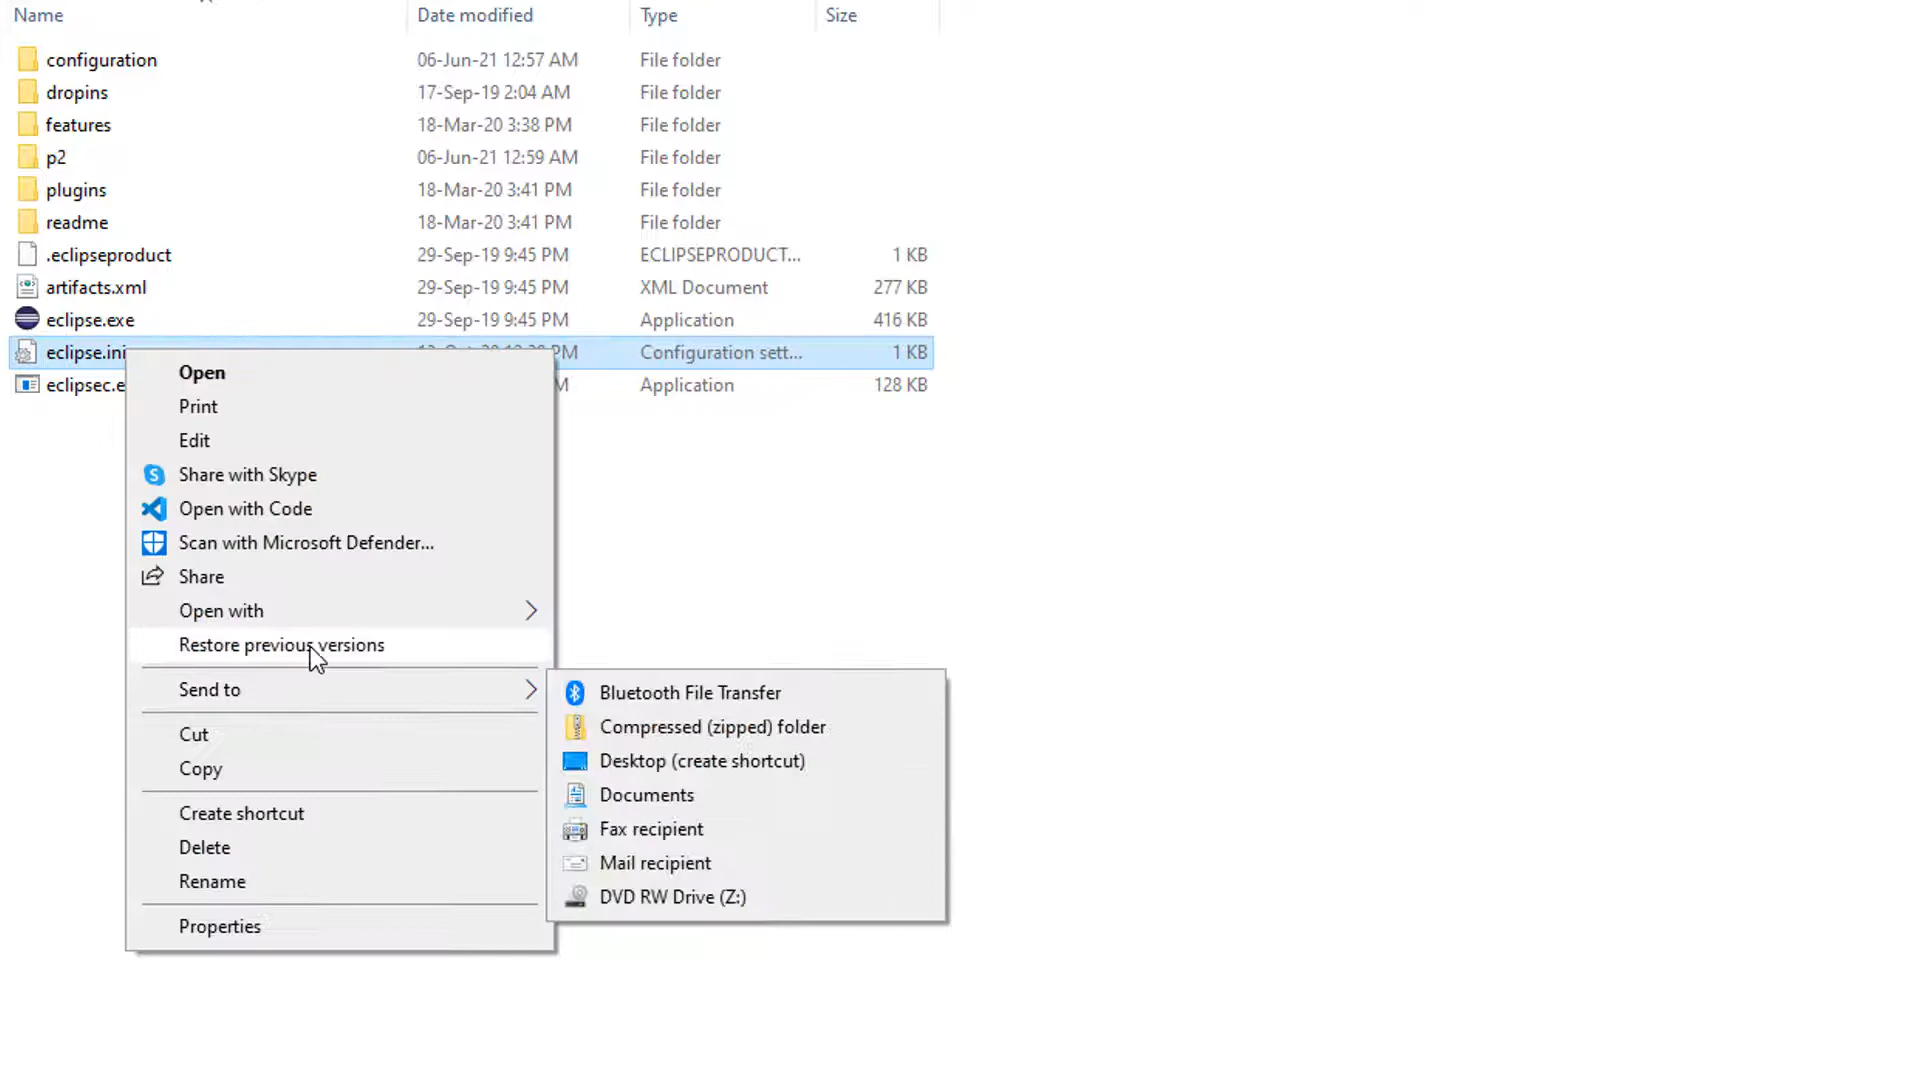 Name Date modified Type Size
configuration 06-Jun-21 12:57 AM File folder
dropins 17-Sep-19 2:04 AM File folder
features 18-Mar-20 3:38 PM File folder
p2 06-Jun-21 12:59 AM File folder
plugins 18-Mar-20 3:41 PM File folder
readme 18-Mar-20 3:41 PM File folder
.eclipseproduct 29-Sep-19 9:45 PM ECLIPSEPRODUCT... 1 KB
artifacts.xml 29-Sep-19 9:45 PM XML Document 277 KB
eclipse.exe 29-Sep-19 9:45 PM Application 416 KB
eclipse.ini PM Configuration sett... 1 KB
eclipsec.e M Application 128 KB
Open
Print
Edit
Share with Skype
Open with Code
Scan with Microsoft Defender...
Share
Open with
Restore previous versions
Send to
Cut
Copy
Create shortcut
Delete
Rename
Properties
Bluetooth File Transfer
Compressed (zipped) folder
Desktop (create shortcut)
Documents
Fax recipient
Mail recipient
DVD RW Drive (Z:)